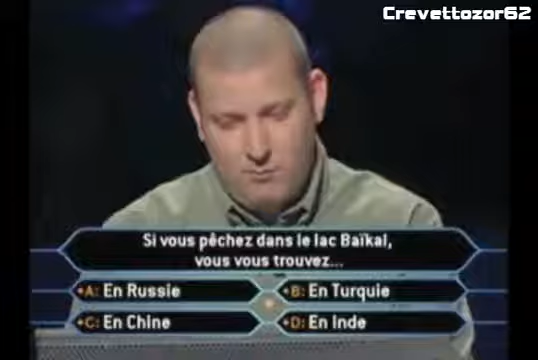 Crevettozor62
Si vous pêchez dans le lac Baïkal,
vous vous trouvez...
A: En Russie
B: En Turquie
C: En Chine
D: En Inde